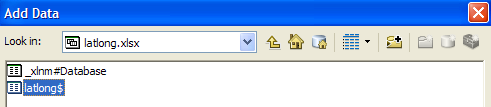 Add Data
Look in: latlong.xlsx
_xlnm#Database
latlong$